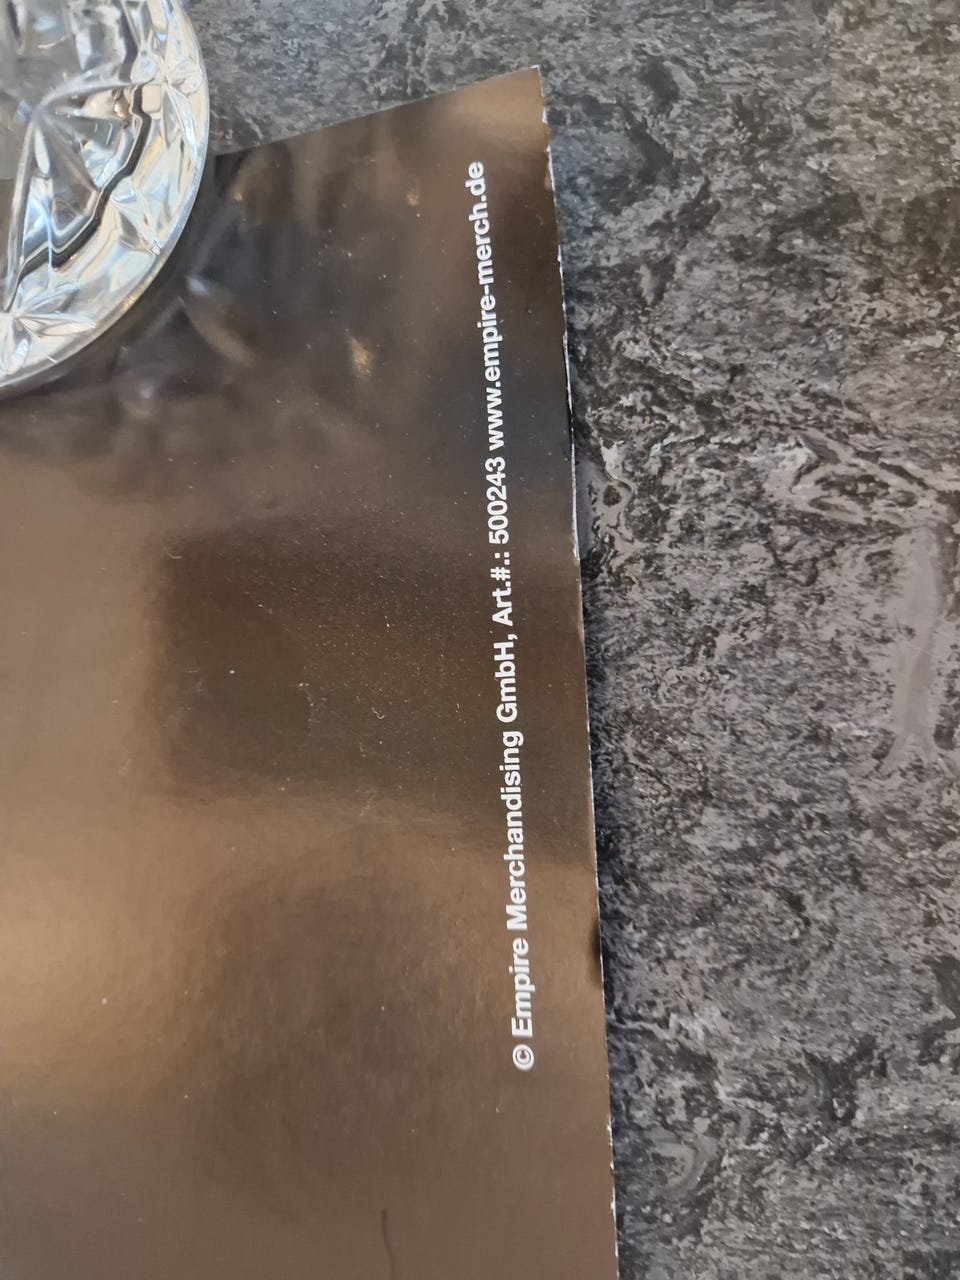 © Empire Merchandising GmbH, Art.#.: 500243 www.empire-merch.de